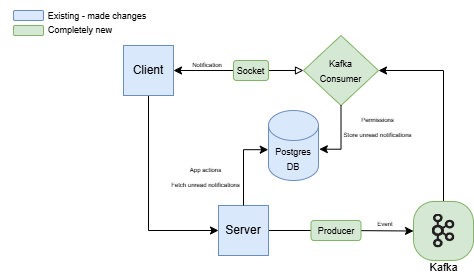 Existing - made changes
Completely new
Client
Notification
Socket
Kafka
Consumer
Permissions
Store unread notifications
Postgres
DB
App actions
Fetch unread notifications
Server
Producer
Event
Kafka